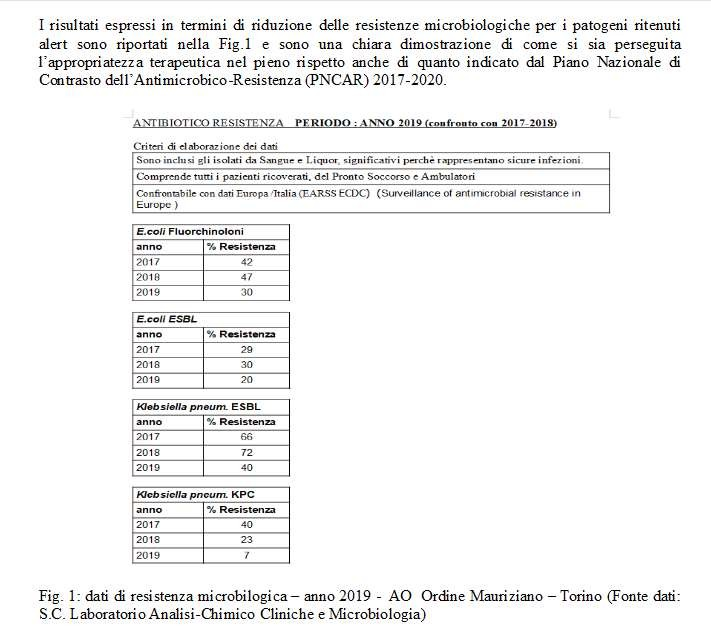 I risultati espressi in termini di riduzione delle resistenze microbiologiche per i patogeni ritenuti
alert sono riportati nella Fig.1 e sono una chiara dimostrazione di come si sia perseguita
l'appropriatezza terapeutica nel pieno rispetto anche di quanto indicato dal Piano Nazionale di
Contrasto dell'Antimicrobico-Resistenza (PNCAR) 2017-2020.
ANTIBIOTICO RESISTENZA PERIODO : ANNO 2019 (confronto con 2017-2018)
Criteri di elaborazione dei dati
Sono inclusi gli isolati da Sangue e Liquor, significativi perchè rappresentano sicure infezioni.
Comprende tutti i pazienti ricoverati, del Pronto Soccorso e Ambulatori
Confrontabile con dati Europa /Italia (EARSS ECDC) (Surveillance of antimicrobial resistance in
Europe )
E.coli Fluorchinoloni
anno % Resistenza
2017 42
2018 47
2019 30
E.coli ESBL
anno % Resistenza
2017 29
2018 30
2019 20
Klebsiella pneum. ESBL
anno % Resistenza
2017 66
2018 72
2019 40
Klebsiella pneum. KPC
anno % Resistenza
2017 40
2018 23
2019 7
Fig. 1: dati di resistenza microbilogica – anno 2019 - AO Ordine Mauriziano – Torino (Fonte dati:
S.C. Laboratorio Analisi-Chimico Cliniche e Microbiologia)